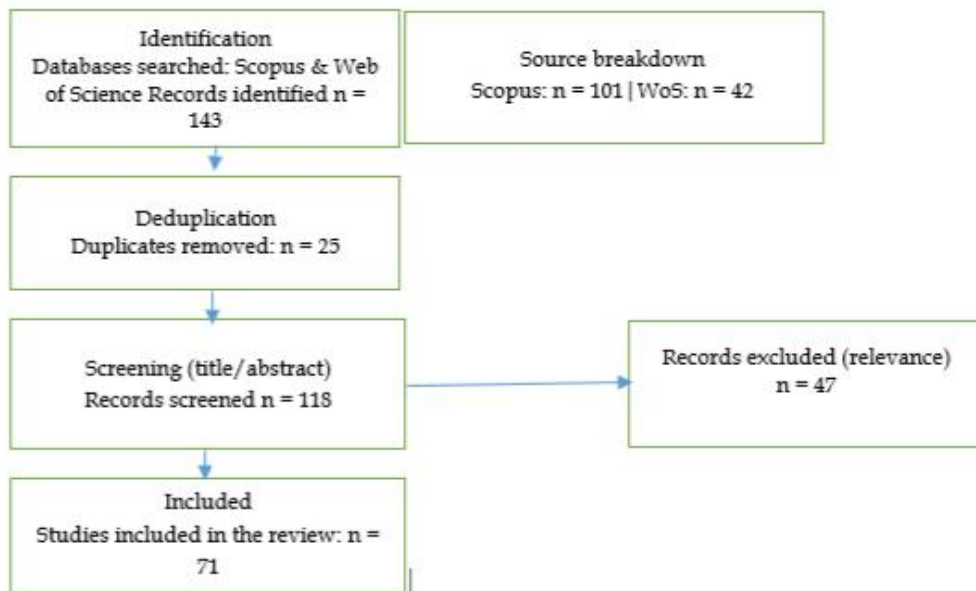 Identification
Databases searched: Scopus & Web
of Science Records identified n =
143
Source breakdown
Scopus: n = 101 | WoS: n = 42
Deduplication
Duplicates removed: n = 25
Screening (title/abstract)
Records screened n = 118
Records excluded (relevance)
n = 47
Included
Studies included in the review: n =
71